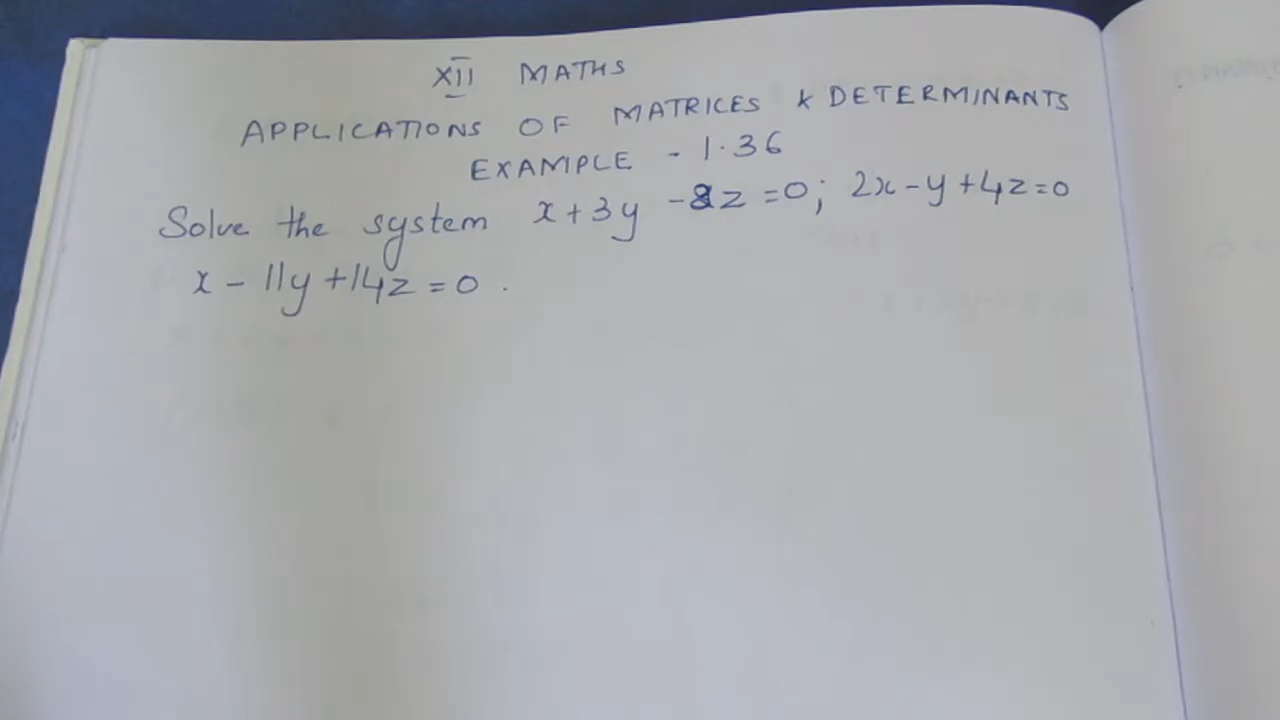 XII MATHS
APPLICATIONS OF MATRICES & DETERMINANTS
EXAMPLE - 1.36
Solve the system x+3y -2z =0; 2x-y+4z=0
x - 11y +14z = 0 .